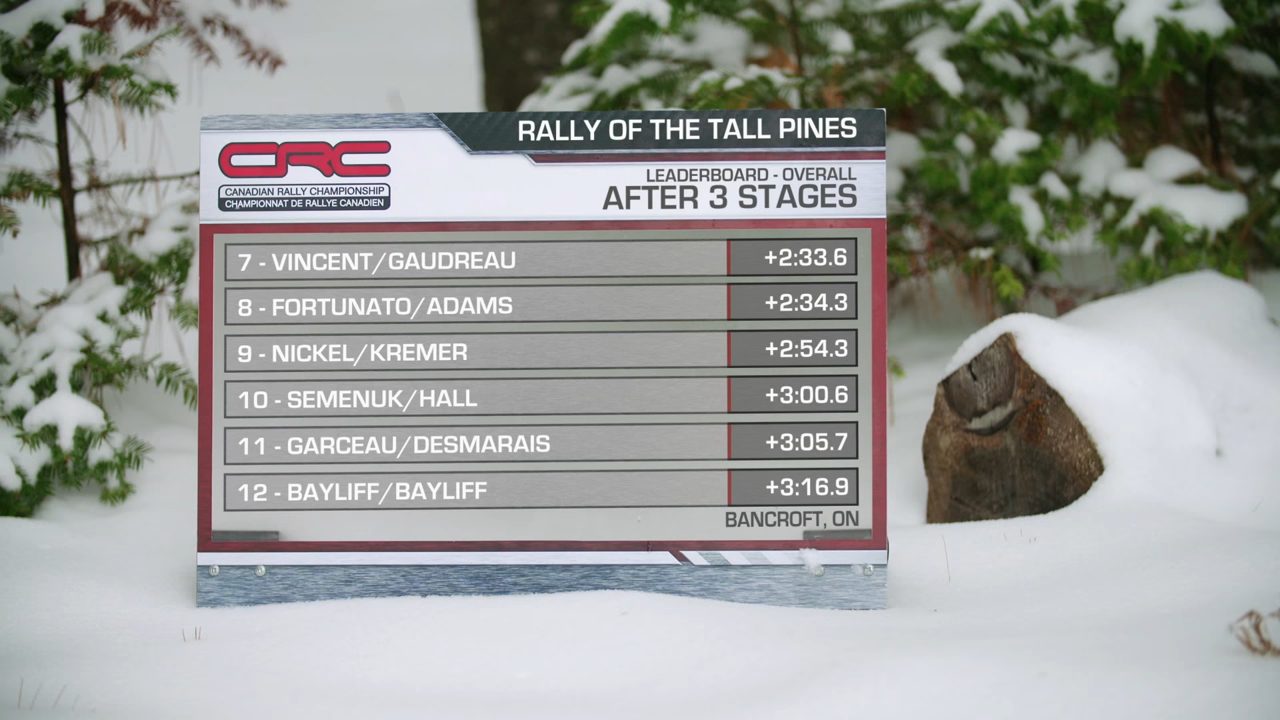 RALLY OF THE TALL PINES
CRC
CANADIAN RALLY CHAMPIONSHIP
CHAMPIONNAT DE RALLYE CANADIEN
LEADERBOARD - OVERALL
AFTER 3 STAGES
7 - VINCENT/GAUDREAU +2:33.6
8 - FORTUNATO/ADAMS +2:34.3
9 - NICKEL/KREMER +2:54.3
10 - SEMENUK/HALL +3:00.6
11 - GARCEAU/DESMARAIS +3:05.7
12 - BAYLIFF/BAYLIFF +3:16.9
BANCROFT, ON